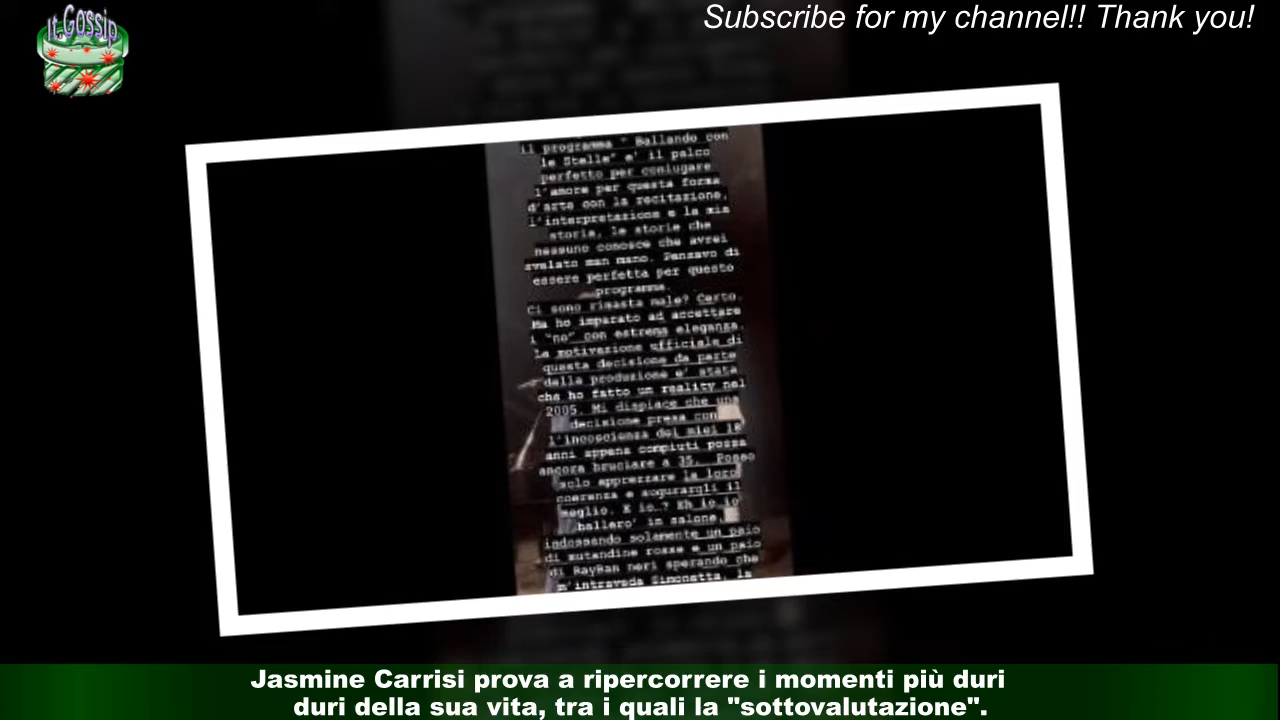 It.Gossip
Subscribe for my channel!! Thank you!
il programma " Ballando con
le Stelle" e' il palco
perfetto per coniugare
l'amore per questa forma
d'arte con la recitazione,
l'interpretazione e la mia
storia, le storie che
nessuno conosce che avrei
svelato man mano. Pensavo di
essere perfetta per questo
programma
Ci sono rimasta male? Certo.
Ma ho imparato ad accettare
i "no" con estrema eleganza.
La motivazione ufficiale di
questa decisione da parte
della produzione e' stata
che ho fatto un reality nel
2005. Mi dispiace che una
decisione presa con
l'incoscienza dei miei 18
anni appena compiuti possa
ancora bruciare a 35. Posso
solo apprezzare la loro
coerenza e augurargli il
meglio. E io..? Eh io io
ballero' in salone
indossando solamente un paio
di mutandine rosse e un paio
di RayBan neri sperando che
m'intraveda Simonetta, la
Jasmine Carrisi prova a ripercorrere i momenti più duri
duri della sua vita, tra i quali la "sottovalutazione".